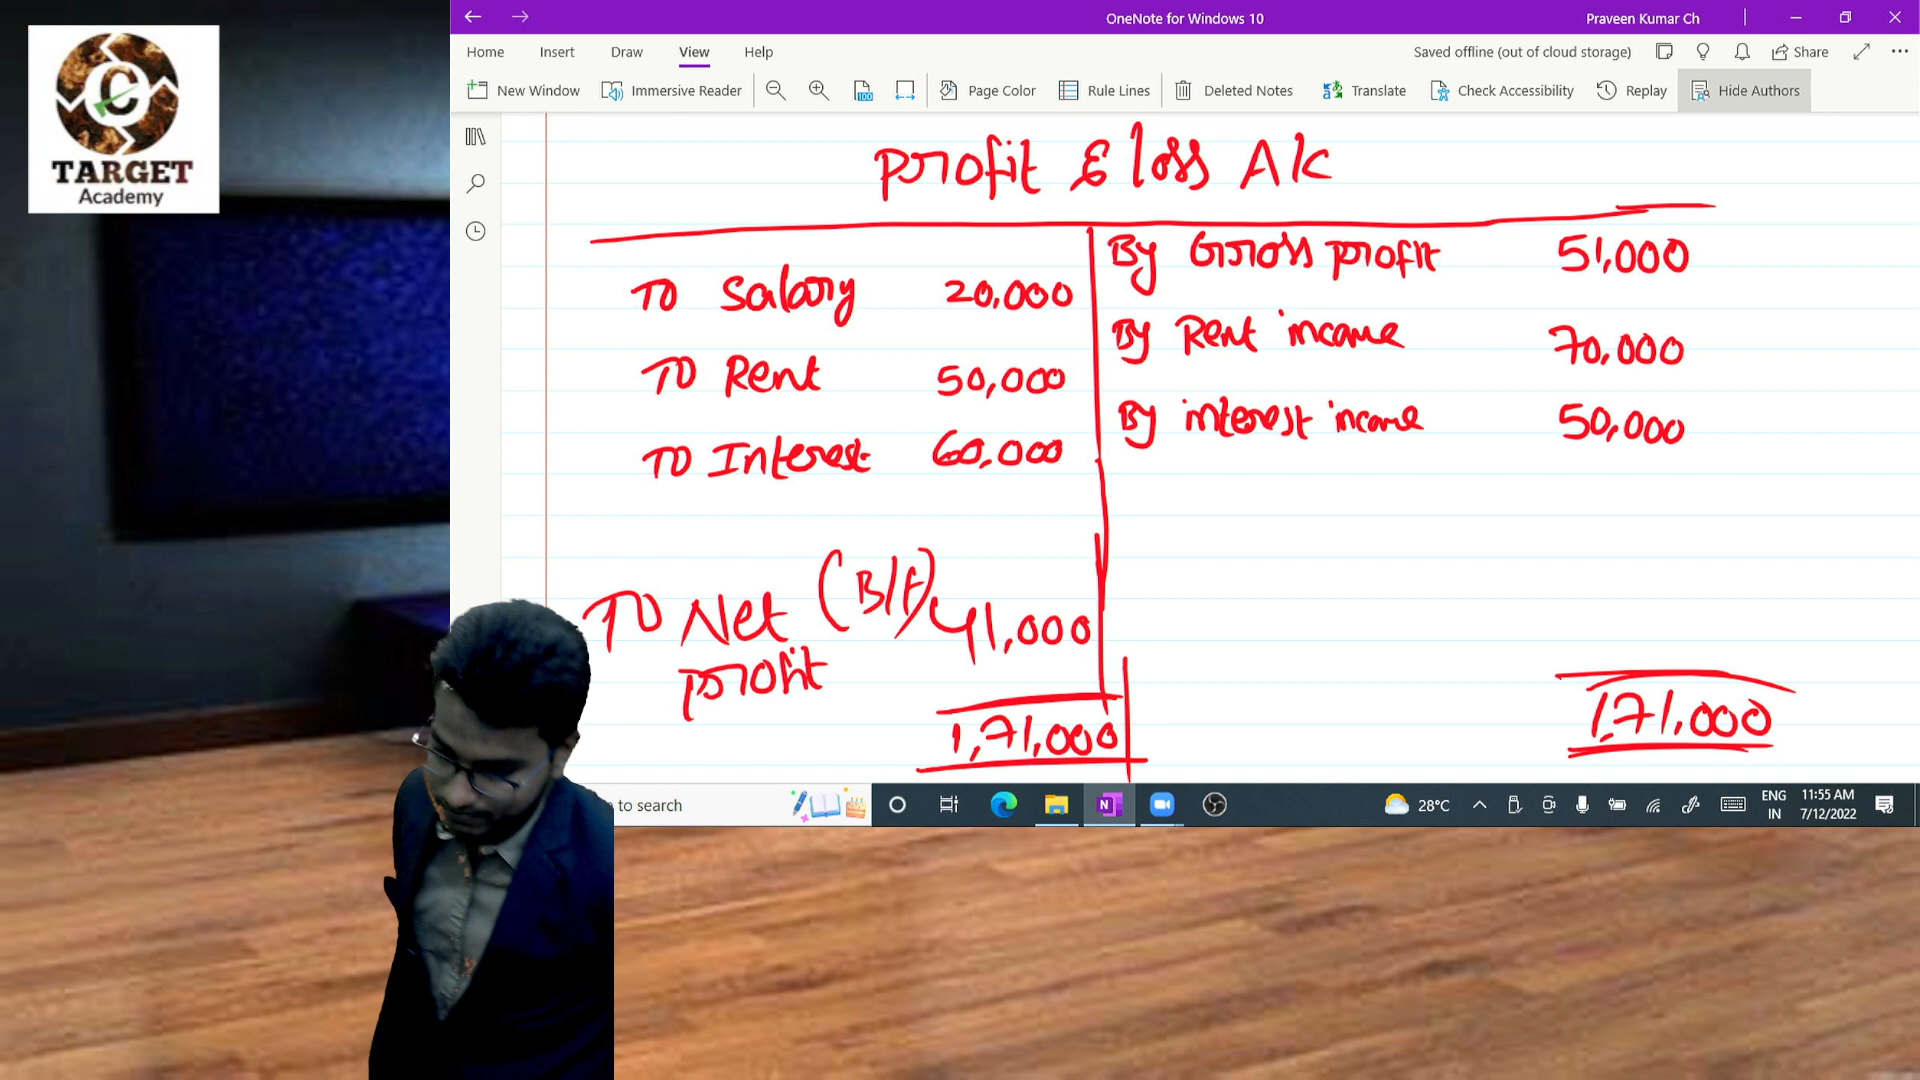 C
TARGET
Academy
OneNote for Windows 10
Praveen Kumar Ch
Home Insert Draw View Help
Saved offline (out of cloud storage)
Share
New Window
Immersive Reader
100
Page Color
Rule Lines
Deleted Notes
Translate
Check Accessibility
Replay
Hide Authors
Profit & loss A/c
To Salary 20,000
To Rent 50,000
To Interest 60,000
To Net profit (B/F) 41,000
1,71,000
By Gross profit 51,000
By Rent income 70,000
By interest income 50,000
1,71,000
to search
N
28°C
ENG
IN
11:55 AM
7/12/2022